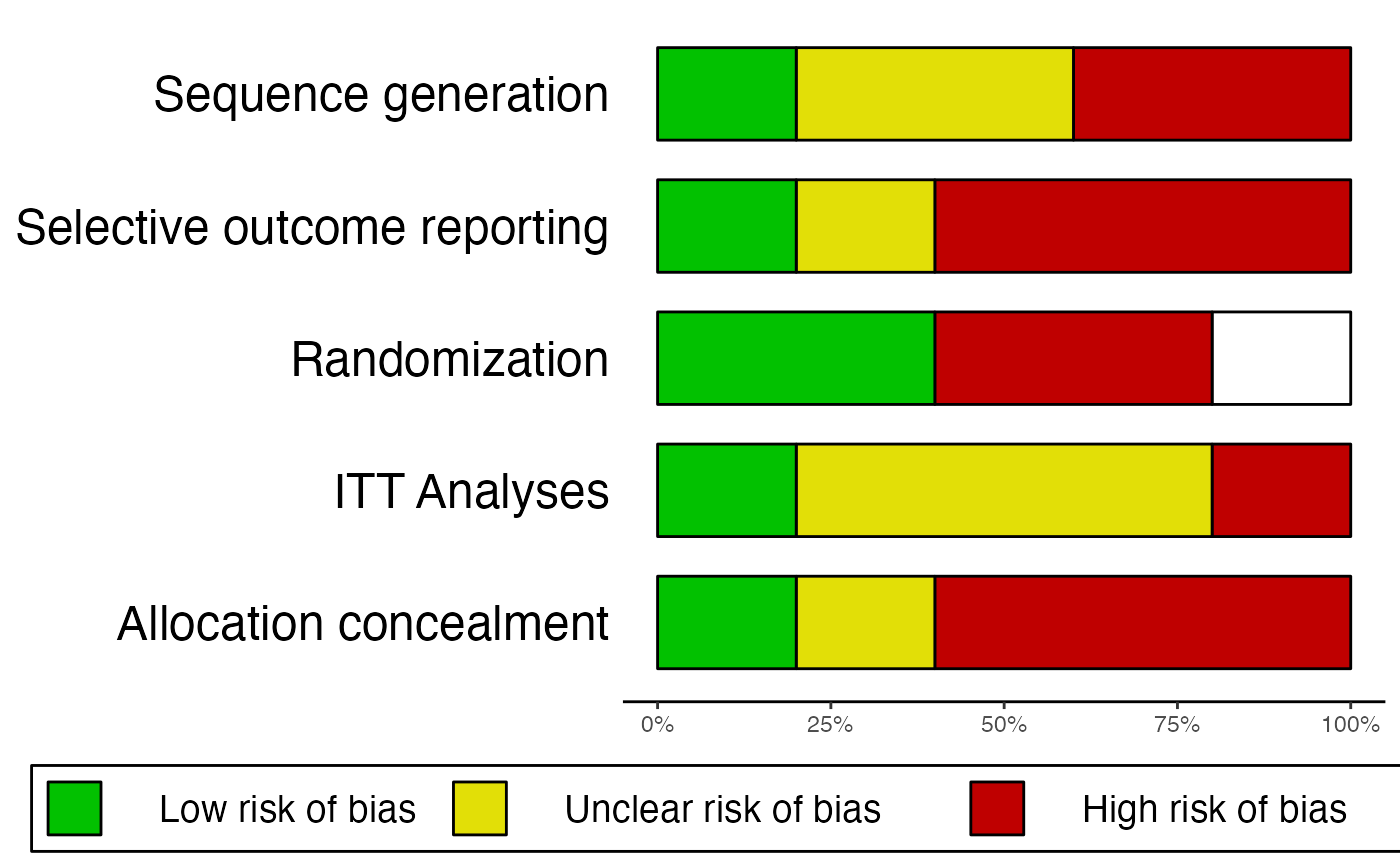 Sequence generation
Selective outcome reporting
Randomization
ITT Analyses
Allocation concealment
0% 25% 50% 75% 100%
Low risk of bias Unclear risk of bias High risk of bias